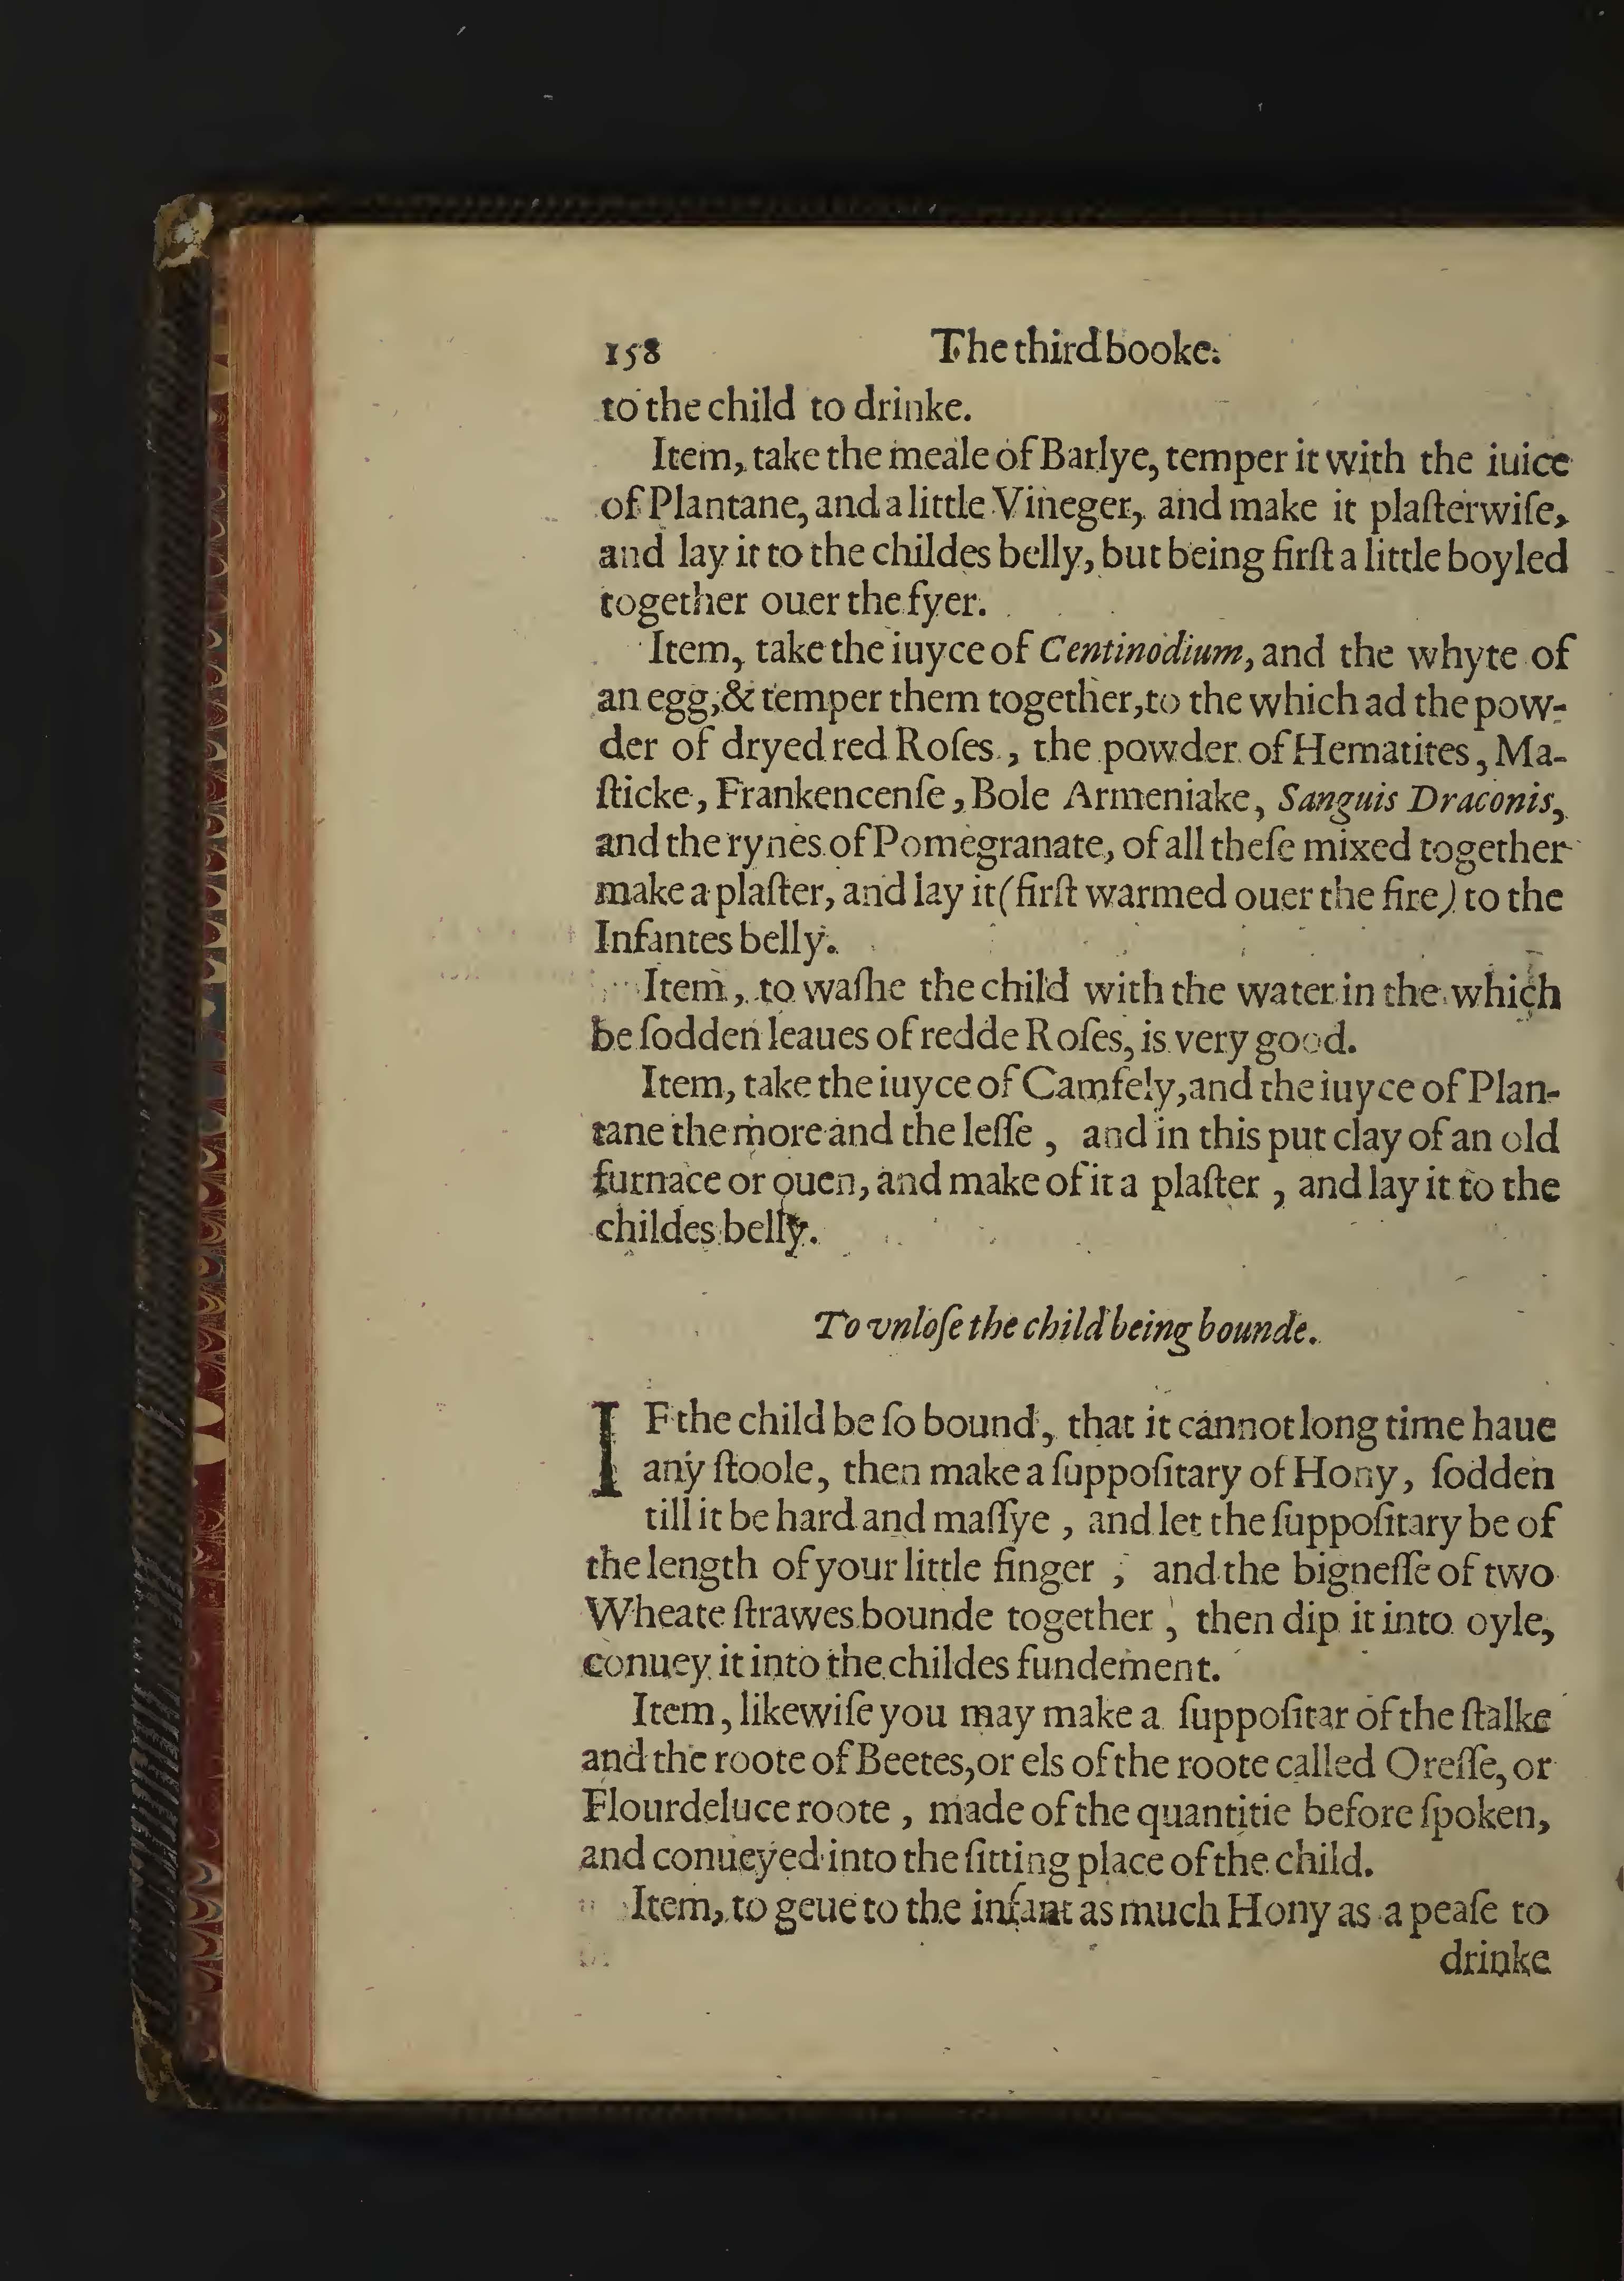 158 The third booke.
to the child to drinke.
Item, take the meale of Barlye, temper it with the iuice
of Plantane, and a little Vineger, and make it plaſterwiſe,
and lay it to the childes belly, but being firſt a little boyled
together ouer the fyer.
Item, take the iuyce of Centinodium, and the whyte of
an egg, & temper them together, to the which ad the pow-
der of dryed red Roſes, the powder of Hematites, Ma-
ſticke, Frankencenſe, Bole Armeniake, Sanguis Draconis,
and the rynes of Pomegranate, of all theſe mixed together
make a plaſter, and lay it (firſt warmed ouer the fire) to the
Infantes belly.
Item, to waſhe the child with the water in the which
be ſodden leaues of redde Roſes, is very good.
Item, take the iuyce of Camfely, and the iuyce of Plan-
tane the more and the leſſe, and in this put clay of an old
furnace or ouen, and make of it a plaſter, and lay it to the
childes belly.
To vnloſe the child being bounde.
IF the child be ſo bound, that it cannot long time haue
any ſtoole, then make a ſuppoſitary of Hony, ſodden
till it be hard and maſſye, and let the ſuppoſitary be of
the length of your little finger, and the bigneſſe of two
Wheate ſtrawes bounde together, then dip it into oyle,
conuey it into the childes fundement.
Item, likewiſe you may make a ſuppoſitar of the ſtalke
and the roote of Beetes, or els of the roote called Oreſſe, or
Flourdeluce roote, made of the quantitie before ſpoken,
and conueyed into the ſitting place of the child.
Item, to geue to the infant as much Hony as a peaſe to
drinke